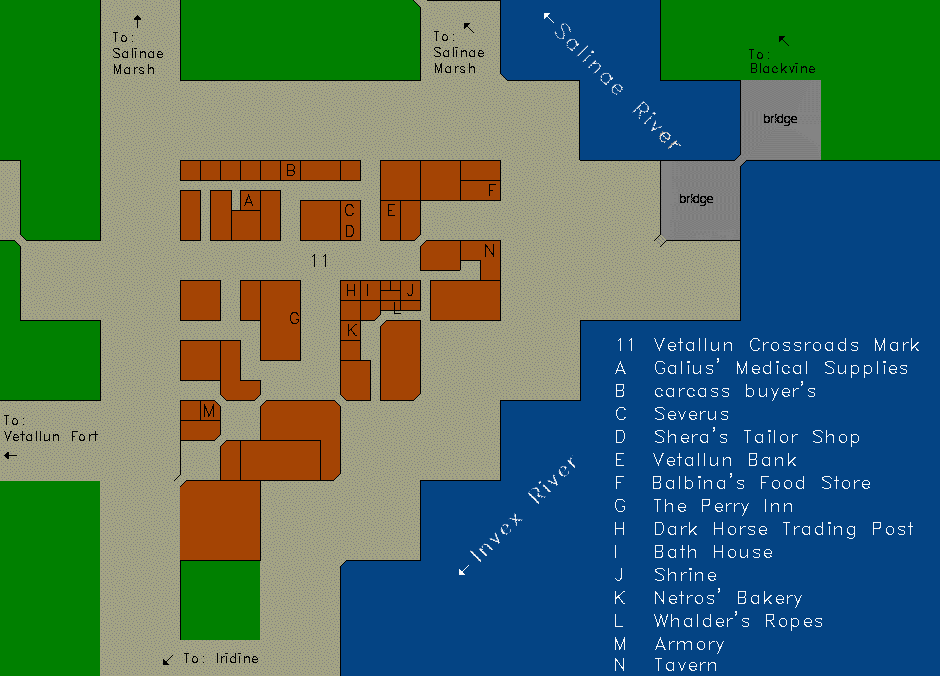 To:
Salinae
Marsh
To:
Salinae
Marsh
Salinae River
To:
Blackvine
bridge
bridge
B
F
A
C
E
D
N
11
H I J
G
L
K
M
To:
Vetallun Fort
Invex River
To: Iridine
11 Vetallun Crossroads Mark
A Galius' Medical Supplies
B carcass buyer's
C Severus
D Shera's Tailor Shop
E Vetallun Bank
F Balbina's Food Store
G The Perry Inn
H Dark Horse Trading Post
I Bath House
J Shrine
K Netros' Bakery
L Whalder's Ropes
M Armory
N Tavern